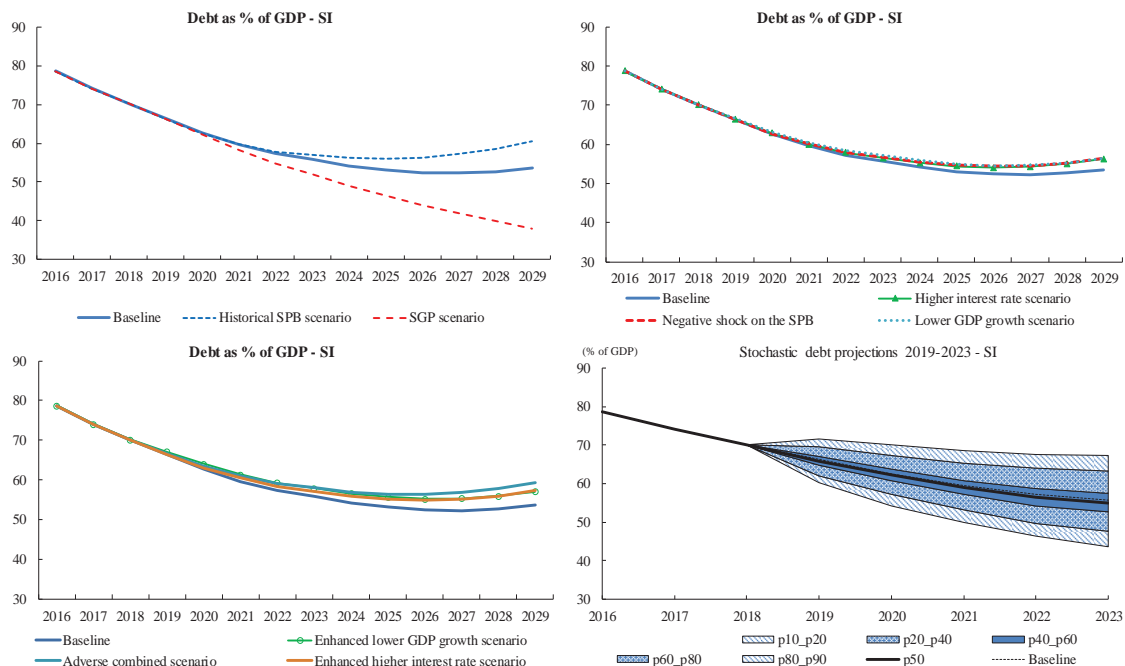 Debt as % of GDP - SI
90
80
70
60
50
40
30
2016 2017 2018 2019 2020 2021 2022 2023 2024 2025 2026 2027 2028 2029
Baseline Historical SPB scenario SGP scenario
Debt as % of GDP - SI
90
80
70
60
50
40
30
2016 2017 2018 2019 2020 2021 2022 2023 2024 2025 2026 2027 2028 2029
Baseline Higher interest rate scenario
Negative shock on the SPB Lower GDP growth scenario
Debt as % of GDP - SI
90
80
70
60
50
40
30
2016 2017 2018 2019 2020 2021 2022 2023 2024 2025 2026 2027 2028 2029
Baseline Enhanced lower GDP growth scenario
Adverse combined scenario Enhanced higher interest rate scenario
(% of GDP) Stochastic debt projections 2019-2023 - SI
90
80
70
60
50
40
30
2016 2017 2018 2019 2020 2021 2022 2023
p10_p20 p20_p40 p40_p60
p60_p80 p80_p90 p50 Baseline